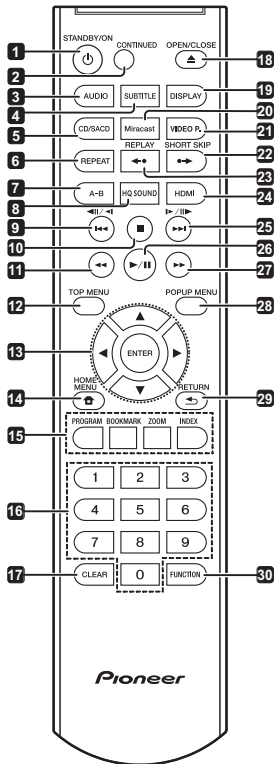 STANDBY/ON
CONTINUED
OPEN/CLOSE
1
2
18
3
AUDIO
SUBTITLE
DISPLAY
19
4
20
5
CD/SACD
Miracast
VIDEO P.
21
REPLAY
SHORT SKIP
22
6
REPEAT
23
7
A-B
HQ SOUND
HDMI
24
8
9
25
10
26
11
27
TOP MENU
POPUP MENU
12
28
13
ENTER
HOME
MENU
RETURN
14
29
PROGRAM
BOOKMARK
ZOOM
INDEX
15
1
2
3
16
4
5
6
7
8
9
17
CLEAR
0
FUNCTION
30
Pioneer